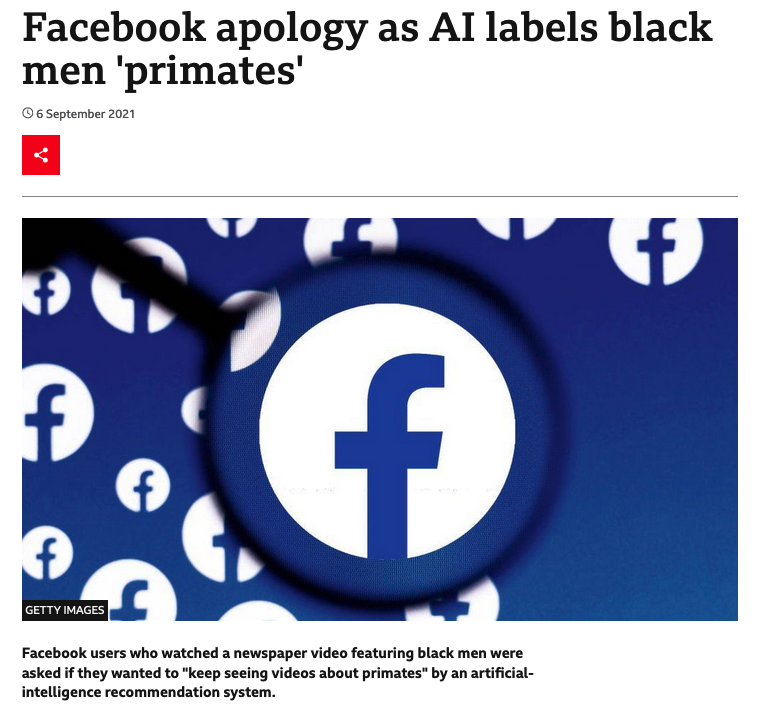 Facebook apology as AI labels black
men 'primates'
6 September 2021
GETTY IMAGES
Facebook users who watched a newspaper video featuring black men were
asked if they wanted to "keep seeing videos about primates" by an artificial-
intelligence recommendation system.